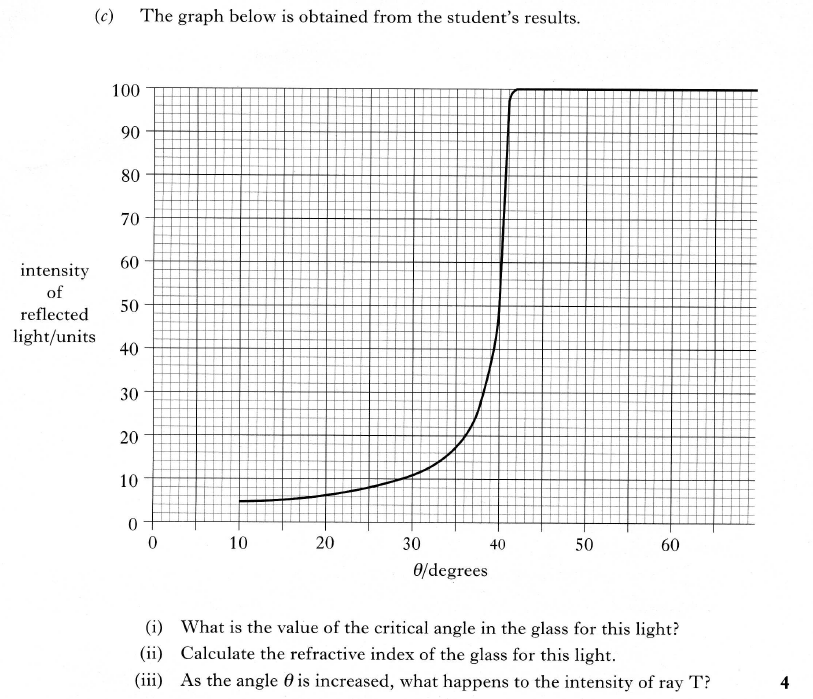 (c) The graph below is obtained from the student's results.
100
90
80
70
60
50
40
30
20
10
0
intensity
of
reflected
light/units
0 10 20 30 40 50 60
θ/degrees
(i) What is the value of the critical angle in the glass for this light?
(ii) Calculate the refractive index of the glass for this light.
(iii) As the angle θ is increased, what happens to the intensity of ray T? 4